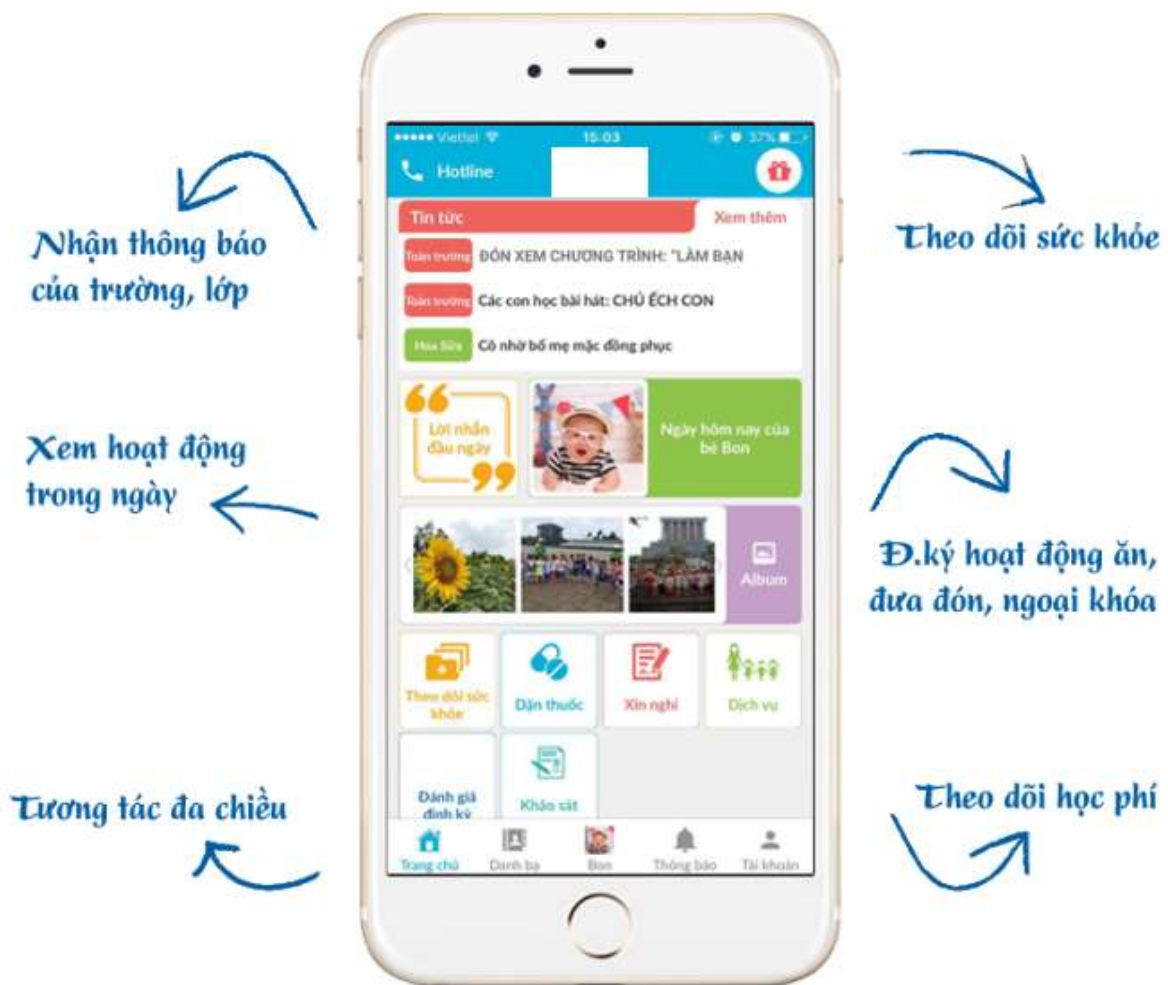 Nhận thông báo
của trường, lớp
Xem hoạt động
trong ngày
Tương tác đa chiều
Viettel 15:03 37%
Hotline
Tin tức Xem thêm
Toàn trường ĐÓN XEM CHƯƠNG TRÌNH: "LÀM BẠN
Toàn trường Các con học bài hát: CHÚ ẾCH CON
Hoa Sữa Cô nhờ bố mẹ mặc đồng phục
Lời nhắn
đầu ngày
Ngày hôm nay của
bé Bon
Album
Theo dõi sức
khỏe
Dặn thuốc
Xin nghỉ
Dịch vụ
Đánh giá
định kỳ
Khảo sát
Trang chủ Danh bạ Bon Thông báo Tài khoản
Theo dõi sức khỏe
Đ.ký hoạt động ăn,
đưa đón, ngoại khóa
Theo dõi học phí